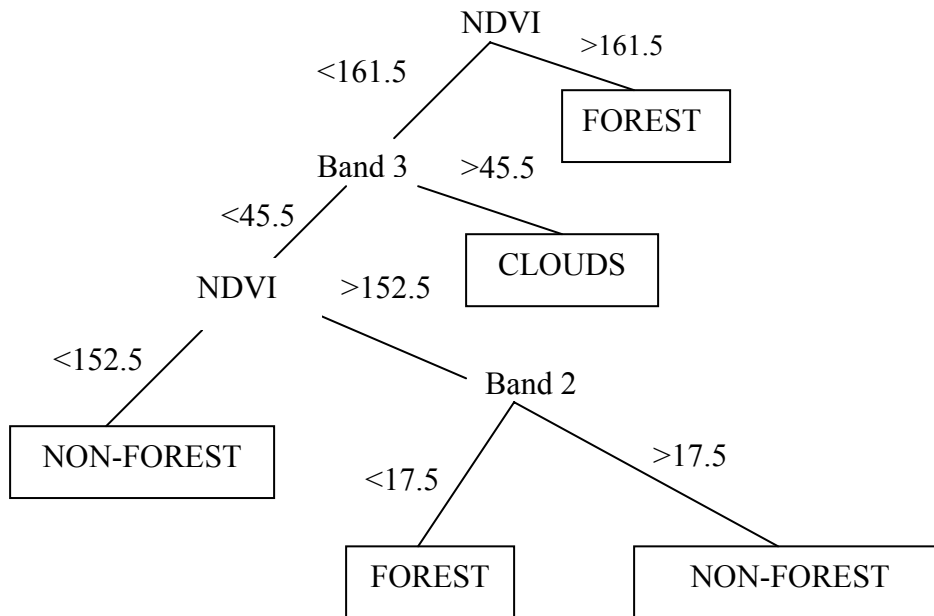 NDVI
<161.5
>161.5
FOREST
Band 3
>45.5
<45.5
CLOUDS
NDVI
>152.5
<152.5
Band 2
NON-FOREST
<17.5
>17.5
FOREST
NON-FOREST